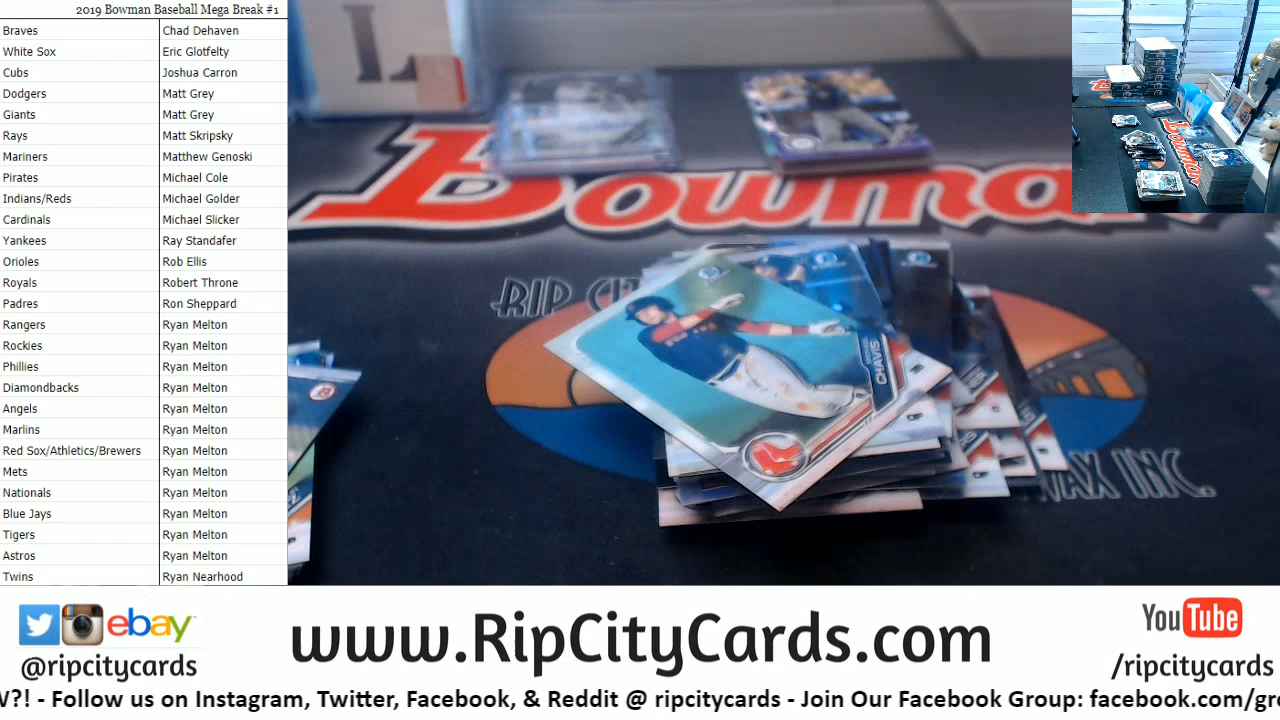 2019 Bowman Baseball Mega Break #1
Braves Chad Dehaven
White Sox Eric Glotfelty
Cubs Joshua Carron
Dodgers Matt Grey
Giants Matt Grey
Rays Matt Skripsky
Mariners Matthew Genoski
Pirates Michael Cole
Indians/Reds Michael Golder
Cardinals Michael Slicker
Yankees Ray Standafer
Orioles Rob Ellis
Royals Robert Throne
Padres Ron Sheppard
Rangers Ryan Melton
Rockies Ryan Melton
Phillies Ryan Melton
Diamondbacks Ryan Melton
Angels Ryan Melton
Marlins Ryan Melton
Red Sox/Athletics/Brewers Ryan Melton
Mets Ryan Melton
Nationals Ryan Melton
Blue Jays Ryan Melton
Tigers Ryan Melton
Astros Ryan Melton
Twins Ryan Nearhood
Bowman
Bowman
RIP CI
CHAVIS
WAX INC.
ebay
@ripcitycards
www.RipCityCards.com
YouTube
/ripcitycards
V?! - Follow us on Instagram, Twitter, Facebook, & Reddit @ ripcitycards - Join Our Facebook Group: facebook.com/gr